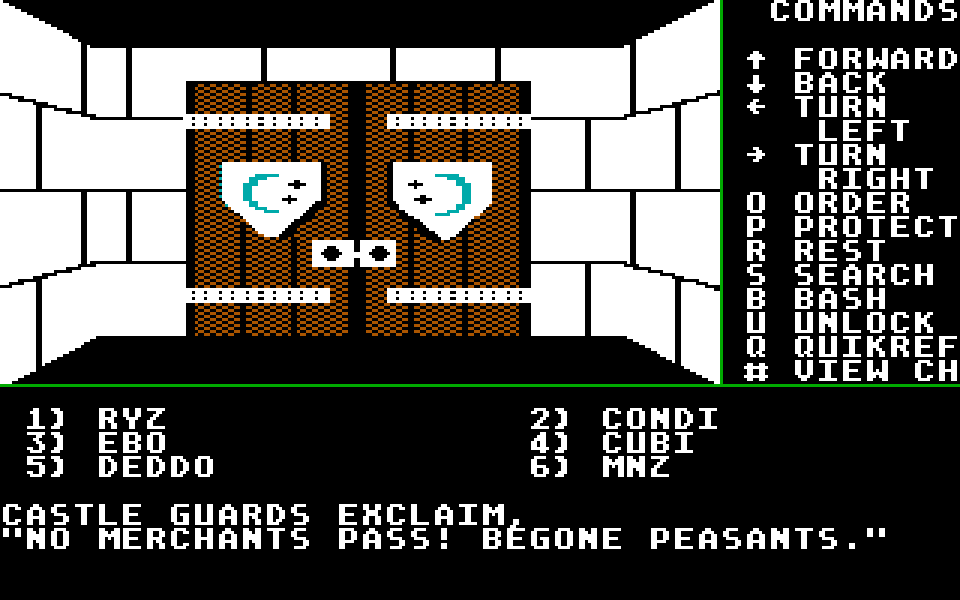 COMMANDS
↑ FORWARD
↓ BACK
← TURN
LEFT
→ TURN
RIGHT
O ORDER
P PROTECT
R REST
S SEARCH
B BASH
U UNLOCK
Q QUIKREF
# VIEW CH
1) RYZ 2) CONDI
3) EBO 4) CUBI
5) DEDDO 6) MNZ
CASTLE GUARDS EXCLAIM,
"NO MERCHANTS PASS! BEGONE PEASANTS."